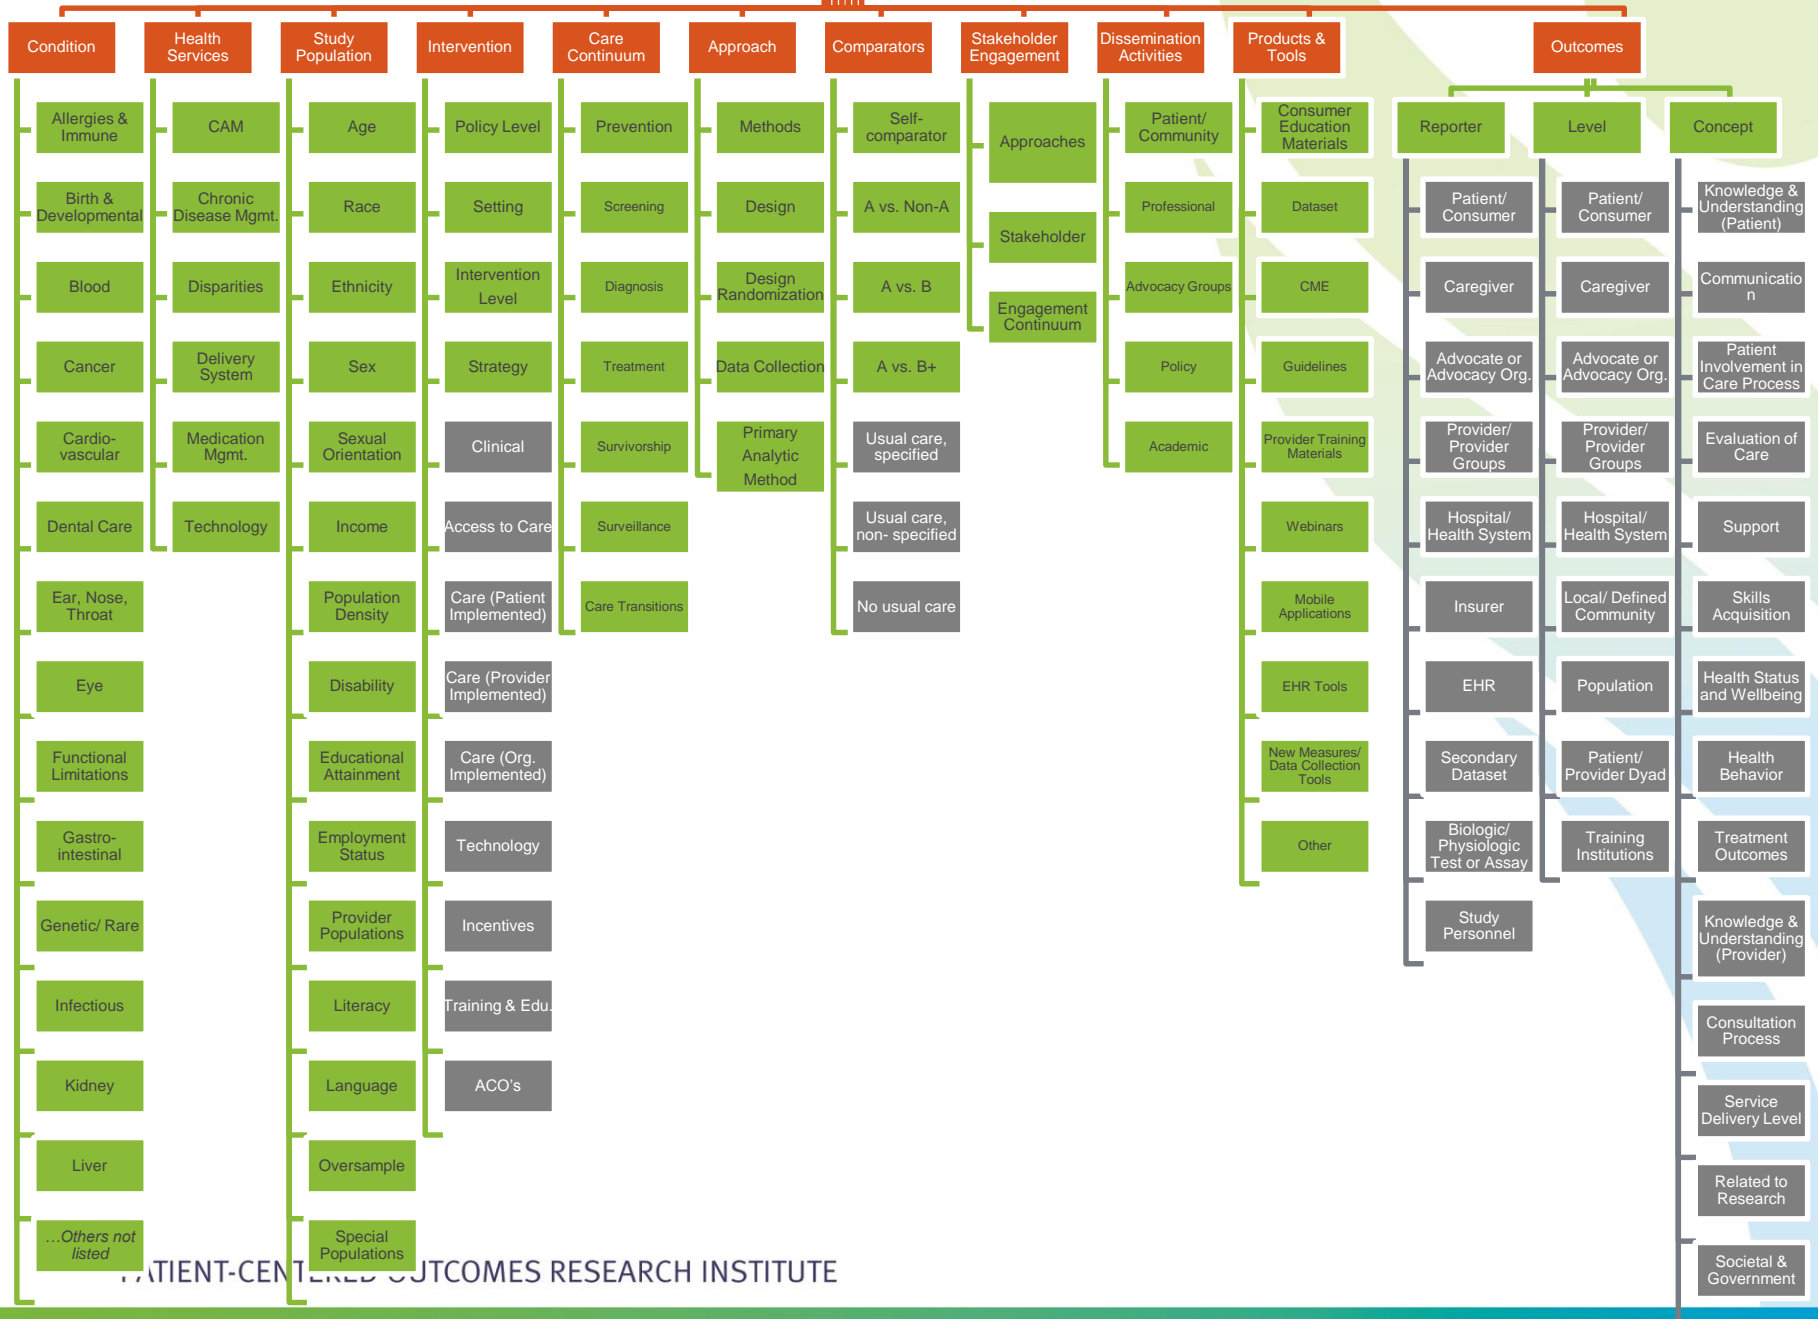 Condition
Health
Services
Study
Population
Intervention
Care
Continuum
Approach
Comparators
Stakeholder
Engagement
Dissemination
Activities
Products &
Tools
Outcomes
Allergies &
Immune
Birth &
Developmental
Blood
Cancer
Cardio-
vascular
Dental Care
Ear, Nose,
Throat
Eye
Functional
Limitations
Gastro-
intestinal
Genetic/ Rare
Infectious
Kidney
Liver
...Others not
listed
CAM
Chronic
Disease Mgmt.
Disparities
Delivery
System
Medication
Mgmt.
Technology
Age
Race
Ethnicity
Sex
Sexual
Orientation
Income
Population
Density
Disability
Educational
Attainment
Employment
Status
Provider
Populations
Literacy
Language
Oversample
Special
Populations
Policy Level
Setting
Intervention
Level
Strategy
Clinical
Access to Care
Care (Patient
Implemented)
Care (Provider
Implemented)
Care (Org.
Implemented)
Technology
Incentives
Training & Edu.
ACO's
Prevention
Screening
Diagnosis
Treatment
Survivorship
Surveillance
Care Transitions
Methods
Design
Design
Randomization
Data Collection
Primary
Analytic
Method
Self-
comparator
A vs. Non-A
A vs. B
A vs. B+
Usual care,
specified
Usual care,
non- specified
No usual care
Approaches
Stakeholder
Engagement
Continuum
Patient/
Community
Professional
Advocacy Groups
Policy
Academic
Consumer
Education
Materials
Dataset
CME
Guidelines
Provider Training
Materials
Webinars
Mobile
Applications
EHR Tools
New Measures/
Data Collection
Tools
Other
Reporter
Patient/
Consumer
Caregiver
Advocate or
Advocacy Org.
Provider/
Provider
Groups
Hospital/
Health System
Insurer
EHR
Secondary
Dataset
Biologic/
Physiologic
Test or Assay
Study
Personnel
Level
Patient/
Consumer
Caregiver
Advocate or
Advocacy Org.
Provider/
Provider
Groups
Hospital/
Health System
Local/ Defined
Community
Population
Patient/
Provider Dyad
Training
Institutions
Concept
Knowledge &
Understanding
(Patient)
Communicatio
n
Patient
Involvement in
Care Process
Evaluation of
Care
Support
Skills
Acquisition
Health Status
and Wellbeing
Health
Behavior
Treatment
Outcomes
Knowledge &
Understanding
(Provider)
Consultation
Process
Service
Delivery Level
Related to
Research
Societal &
Government
PATIENT-CENTERED OUTCOMES RESEARCH INSTITUTE